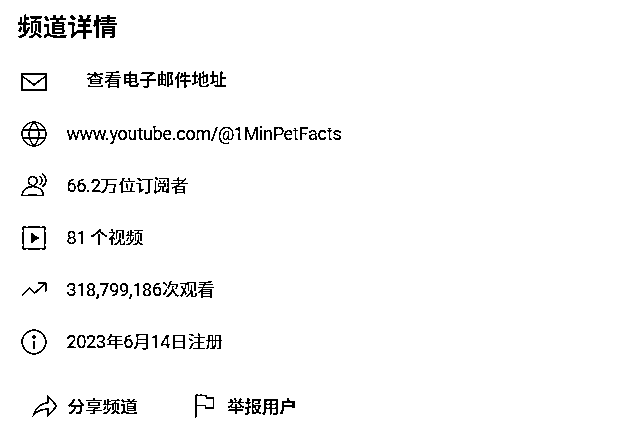 频道详情
查看电子邮件地址
www.youtube.com/@1MinPetFacts
66.2万位订阅者
81 个视频
318,799,186次观看
2023年6月14日注册
分享频道 举报用户